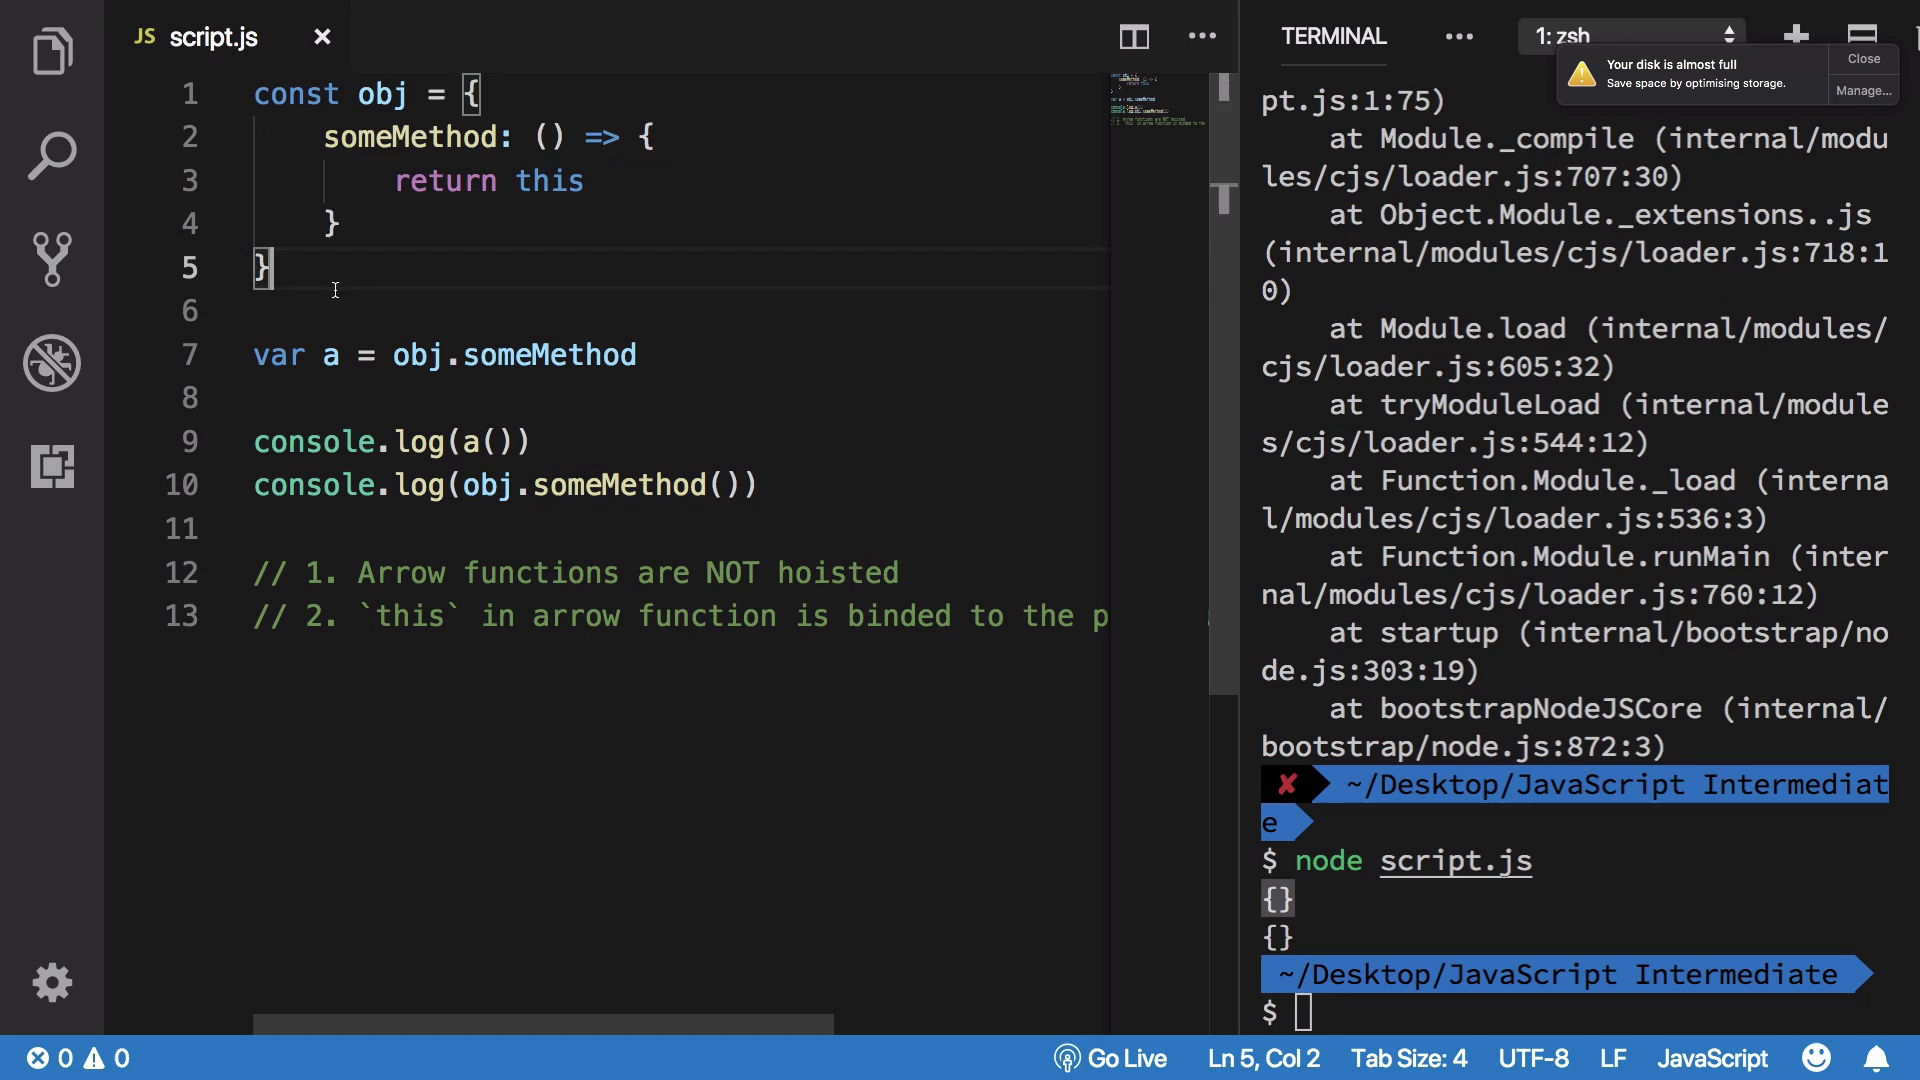 JS script.js
1 const obj = {
2 someMethod: () => {
3 return this
4 }
5 }
6
7 var a = obj.someMethod
8
9 console.log(a())
10 console.log(obj.someMethod())
11
12 // 1. Arrow functions are NOT hoisted
13 // 2. `this` in arrow function is binded to the p
TERMINAL
1: zsh
Your disk is almost full
Save space by optimising storage.
Close
Manage...
pt.js:1:75)
at Module._compile (internal/modu
les/cjs/loader.js:707:30)
at Object.Module._extensions..js
(internal/modules/cjs/loader.js:718:1
0)
at Module.load (internal/modules/
cjs/loader.js:605:32)
at tryModuleLoad (internal/module
s/cjs/loader.js:544:12)
at Function.Module._load (interna
l/modules/cjs/loader.js:536:3)
at Function.Module.runMain (inter
nal/modules/cjs/loader.js:760:12)
at startup (internal/bootstrap/no
de.js:303:19)
at bootstrapNodeJSCore (internal/
bootstrap/node.js:872:3)
✘ ~/Desktop/JavaScript Intermediat
e
$ node script.js
{}
{}
~/Desktop/JavaScript Intermediate
$
0 0
Go Live
Ln 5, Col 2
Tab Size: 4
UTF-8
LF
JavaScript